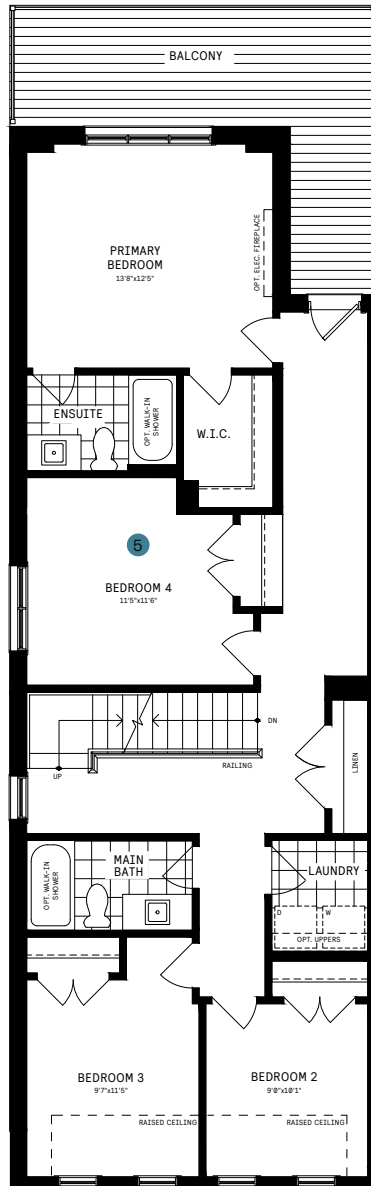 BALCONY
PRIMARY
BEDROOM
13'8"x12'5"
OPT. ELEC. FIREPLACE
ENSUITE
OPT. WALK-IN
SHOWER
W.I.C.
5
BEDROOM 4
11'5"x11'6"
DN
UP
RAILING
LINEN
MAIN
BATH
OPT. WALK-IN
SHOWER
LAUNDRY
D W
OPT. UPPERS
BEDROOM 3
9'7"x11'5"
BEDROOM 2
9'0"x10'1"
RAISED CEILING
RAISED CEILING